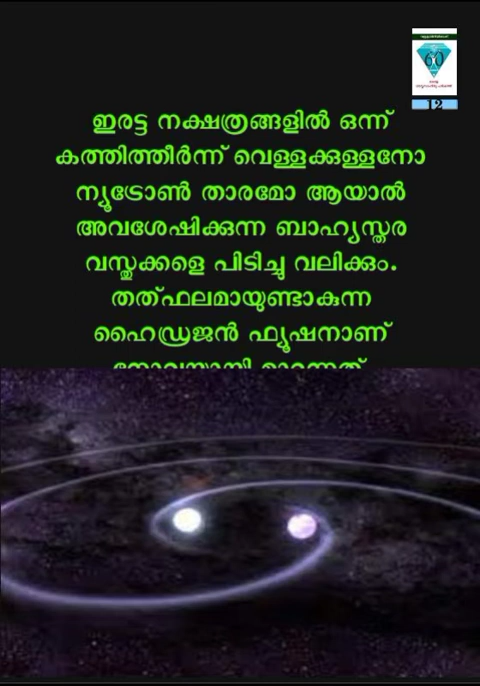 60
12
ഇരട്ട നക്ഷത്രങ്ങളിൽ ഒന്ന്
കത്തിത്തീർന്ന് വെള്ളക്കുള്ളനോ
ന്യൂട്രോൺ താരമോ ആയാൽ
അവശേഷിക്കുന്ന ബാഹ്യസ്തര
വസ്തുക്കളെ പിടിച്ചു വലിക്കും.
തത്ഫലമായുണ്ടാകുന്ന
ഹൈഡ്രജൻ ഫ്യൂഷനാണ്